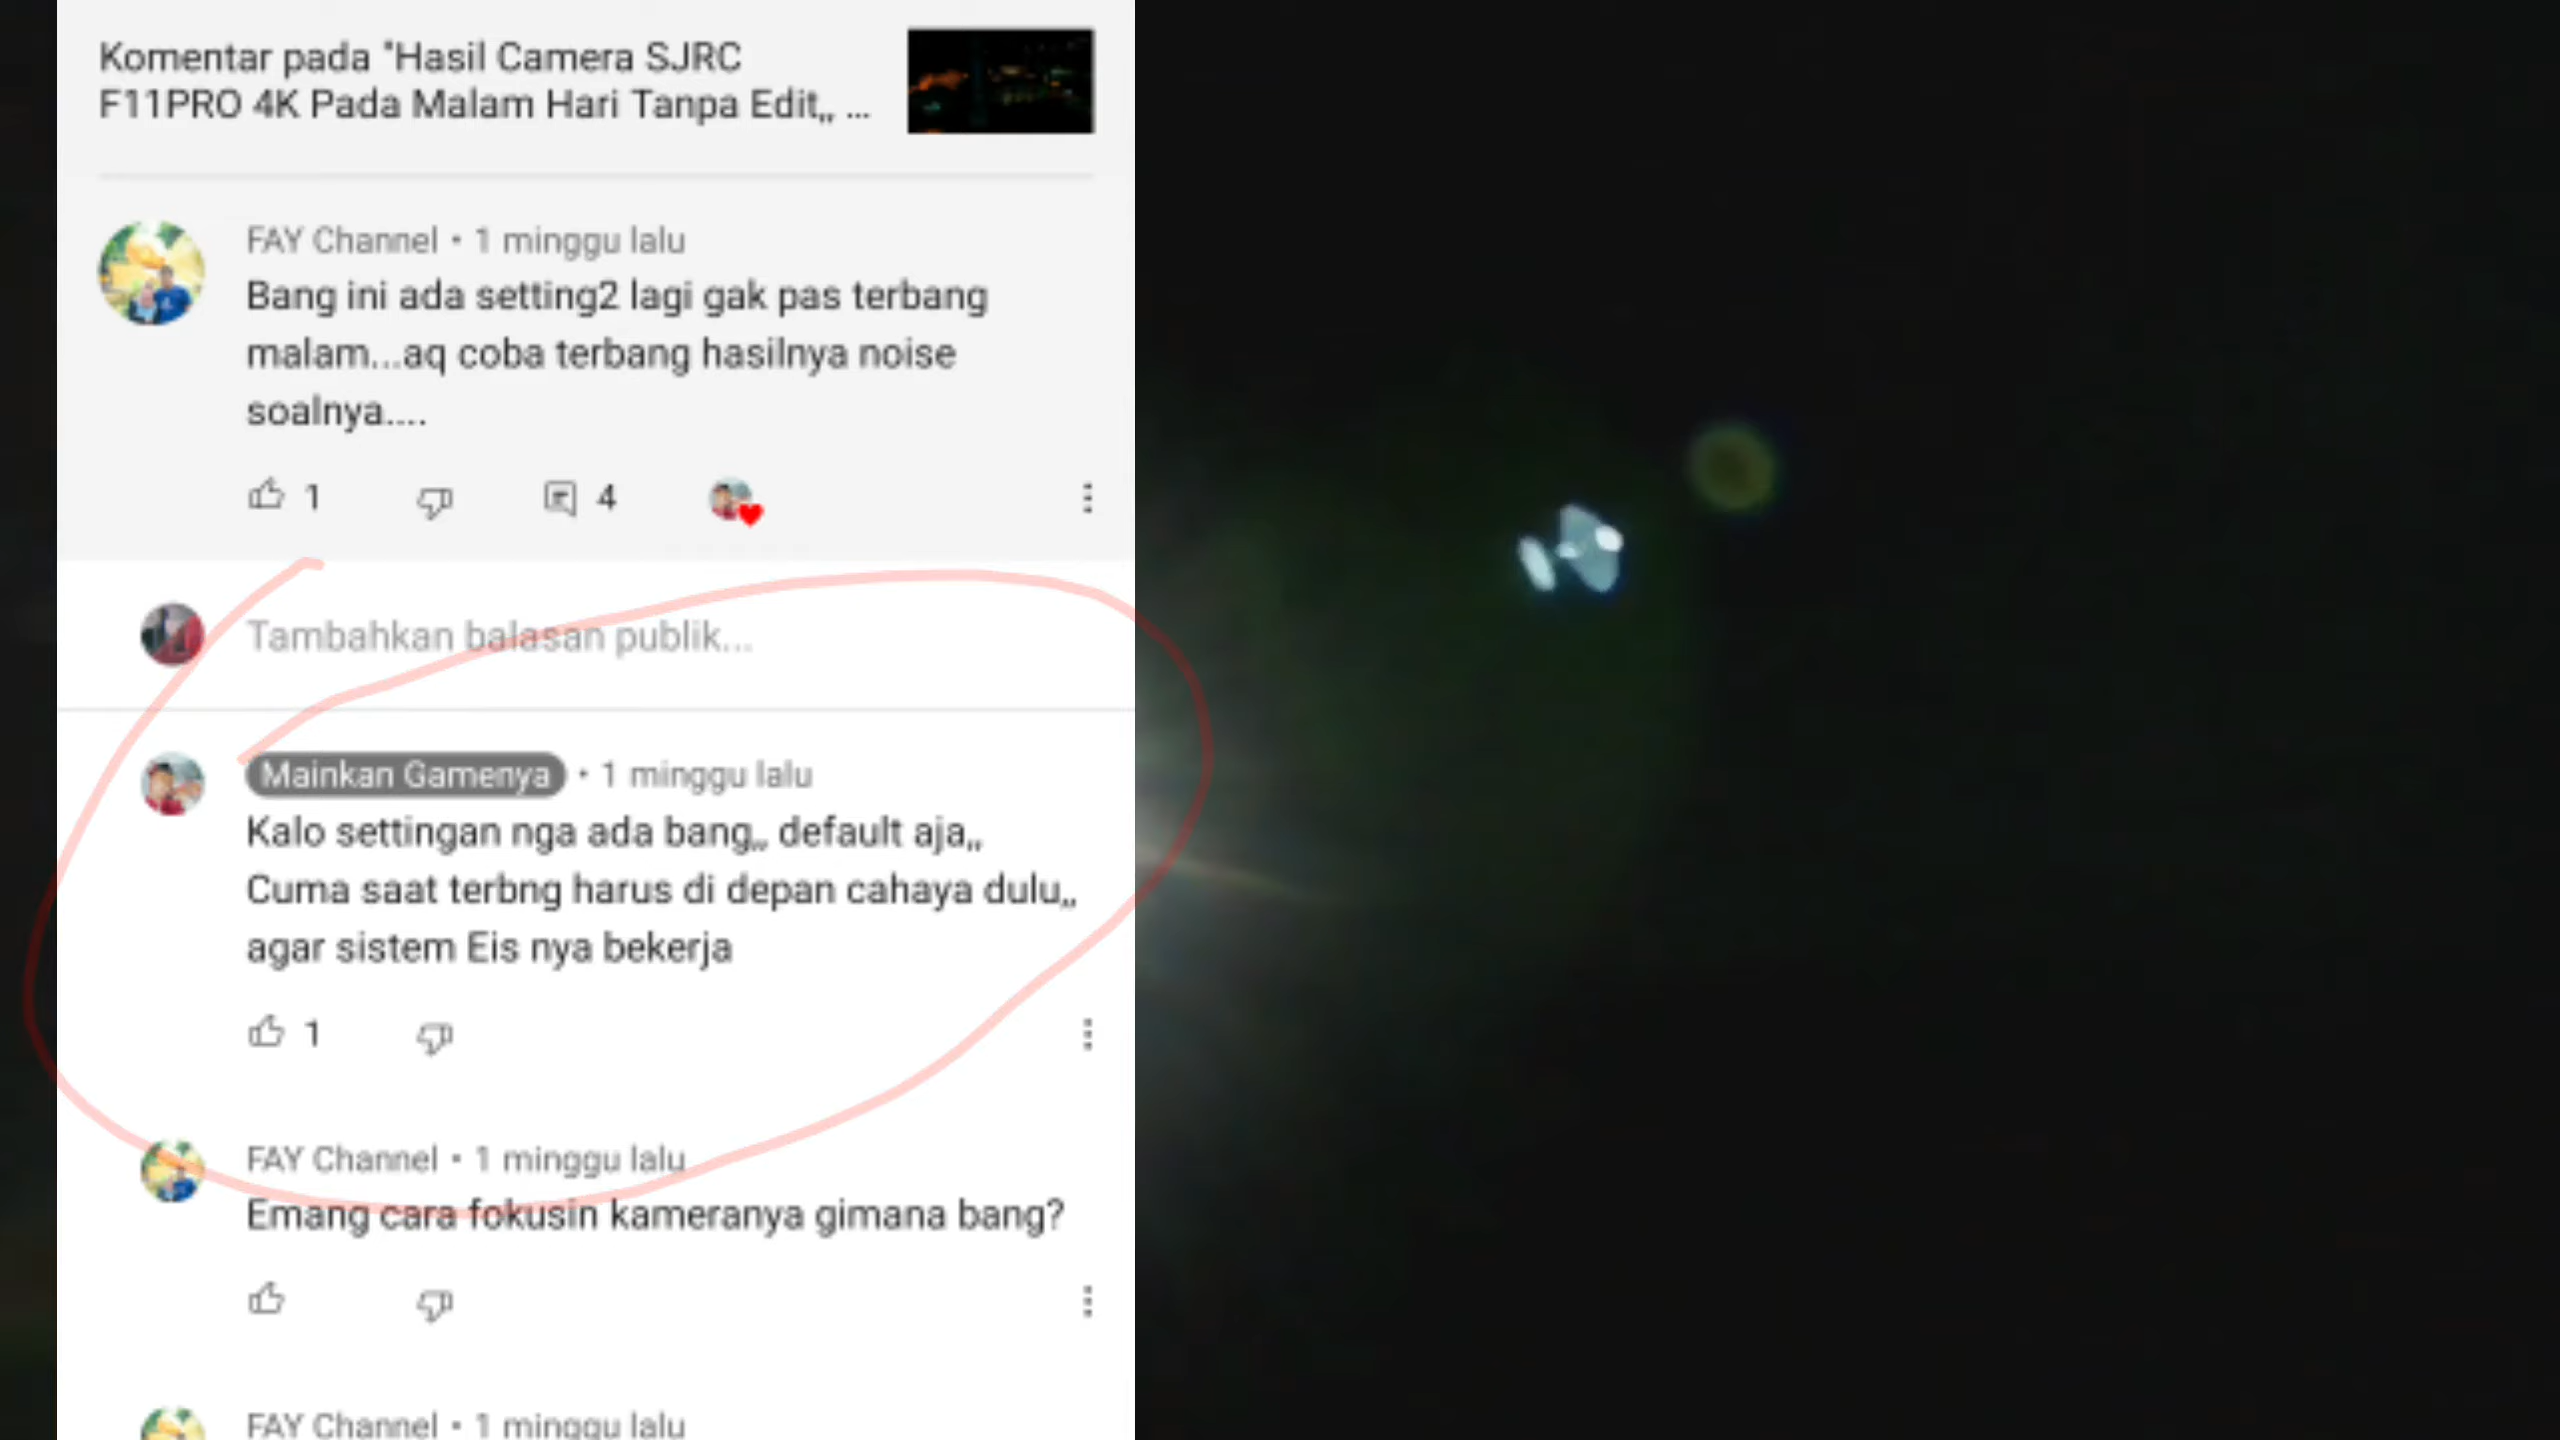 Komentar pada "Hasil Camera SJRC
F11PRO 4K Pada Malam Hari Tanpa Edit,, ...
FAY Channel • 1 minggu lalu
Bang ini ada setting2 lagi gak pas terbang
malam...aq coba terbang hasilnya noise
soalnya....
1 4
Tambahkan balasan publik...
Mainkan Gamenya • 1 minggu lalu
Kalo settingan nga ada bang,, default aja,,
Cuma saat terbng harus di depan cahaya dulu,,
agar sistem Eis nya bekerja
1
FAY Channel • 1 minggu lalu
Emang cara fokusin kameranya gimana bang?
FAY Channel • 1 minggu lalu